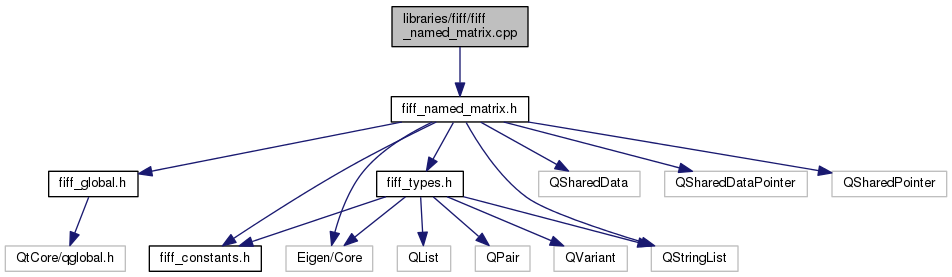 libraries/fiff/fiff
_named_matrix.cpp
fiff_named_matrix.h
fiff_global.h
fiff_types.h
QSharedData
QSharedDataPointer
QSharedPointer
QtCore/qglobal.h
fiff_constants.h
Eigen/Core
QList
QPair
QVariant
QStringList